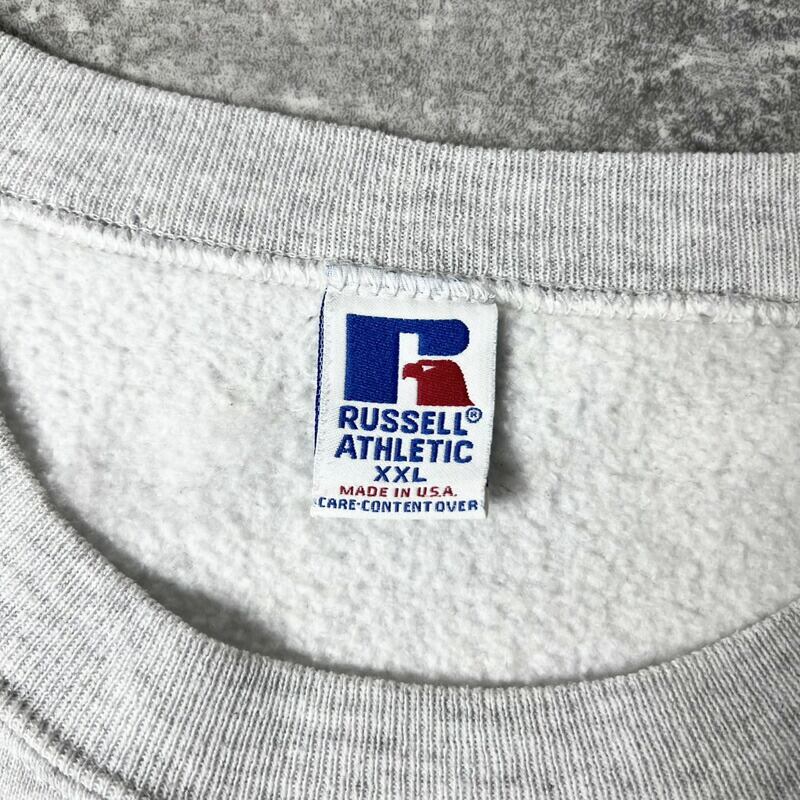 R
RUSSELL®
ATHLETIC
XXL
MADE IN U.S.A.
CARE-CONTENT OVER